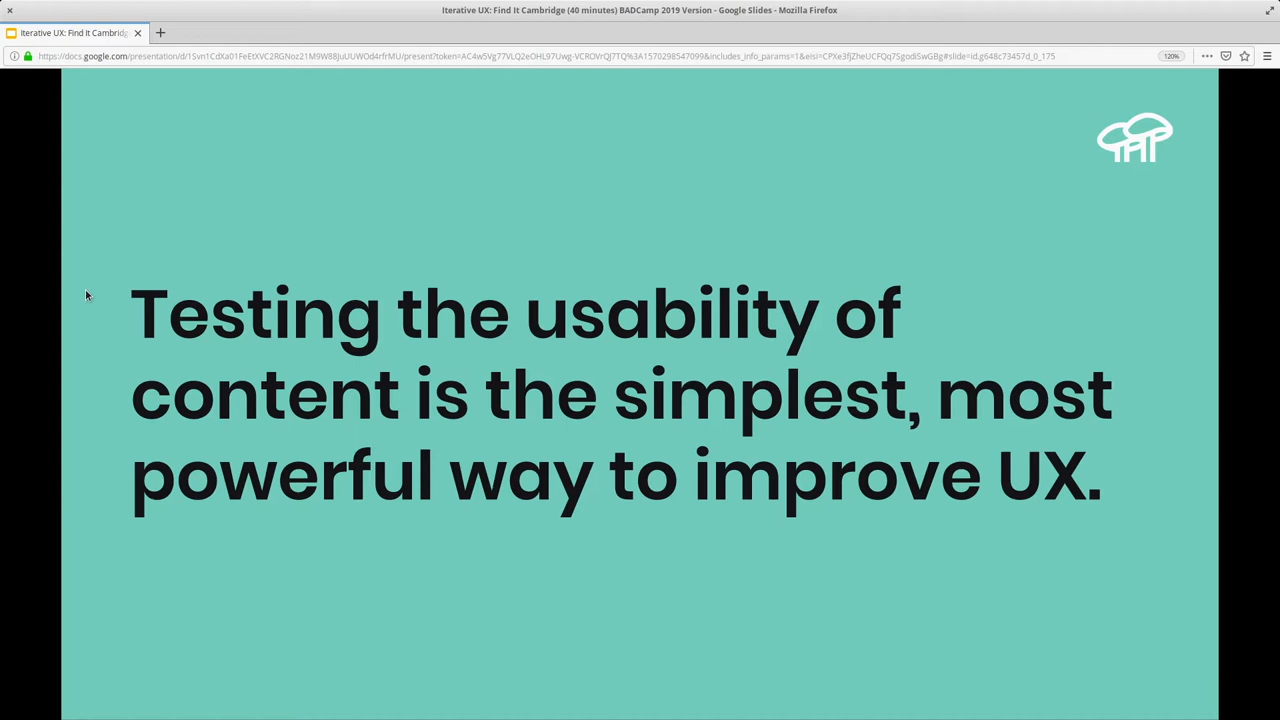 Iterative UX: Find It Cambridge (40 minutes) BADCamp 2019 Version - Google Slides - Mozilla Firefox
Iterative UX: Find It Cambridg
120%
Testing the usability of
content is the simplest, most
powerful way to improve UX.